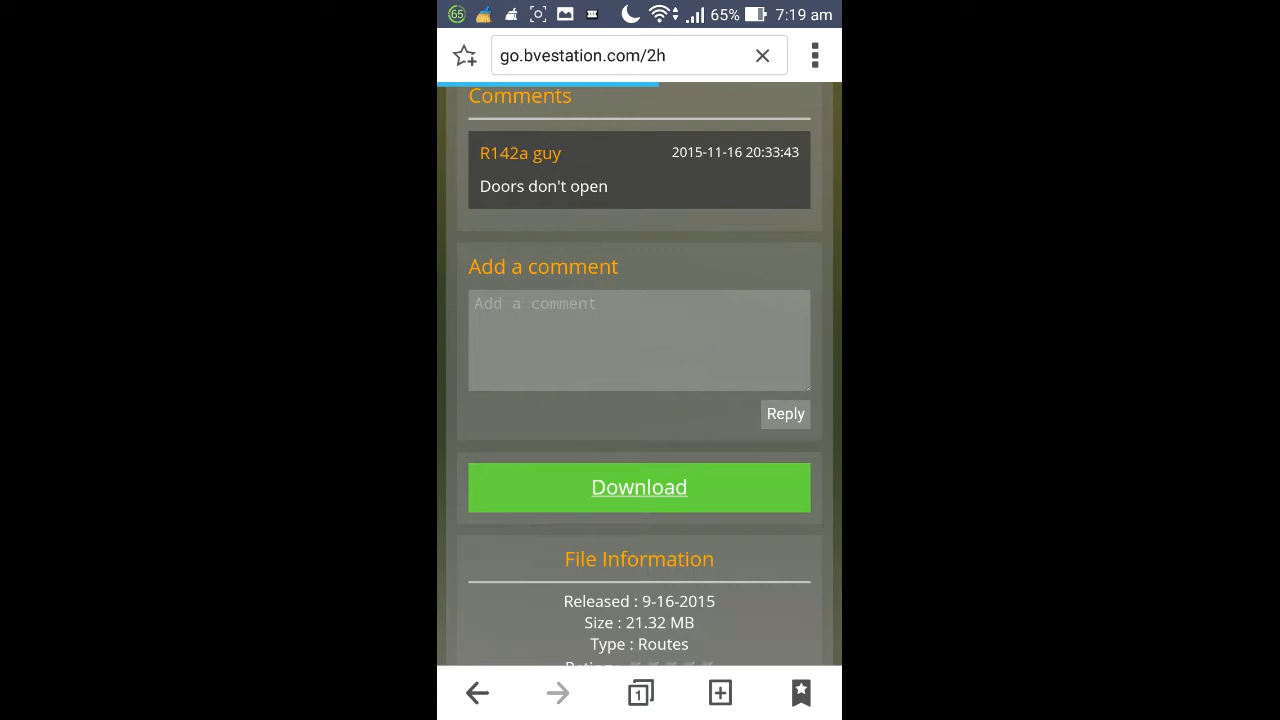 65 65% 7:19 am
go.bvestation.com/2h
Comments
R142a guy 2015-11-16 20:33:43
Doors don't open
Add a comment
Add a comment
Reply
Download
File Information
Released : 9-16-2015
Size : 21.32 MB
Type : Routes
1